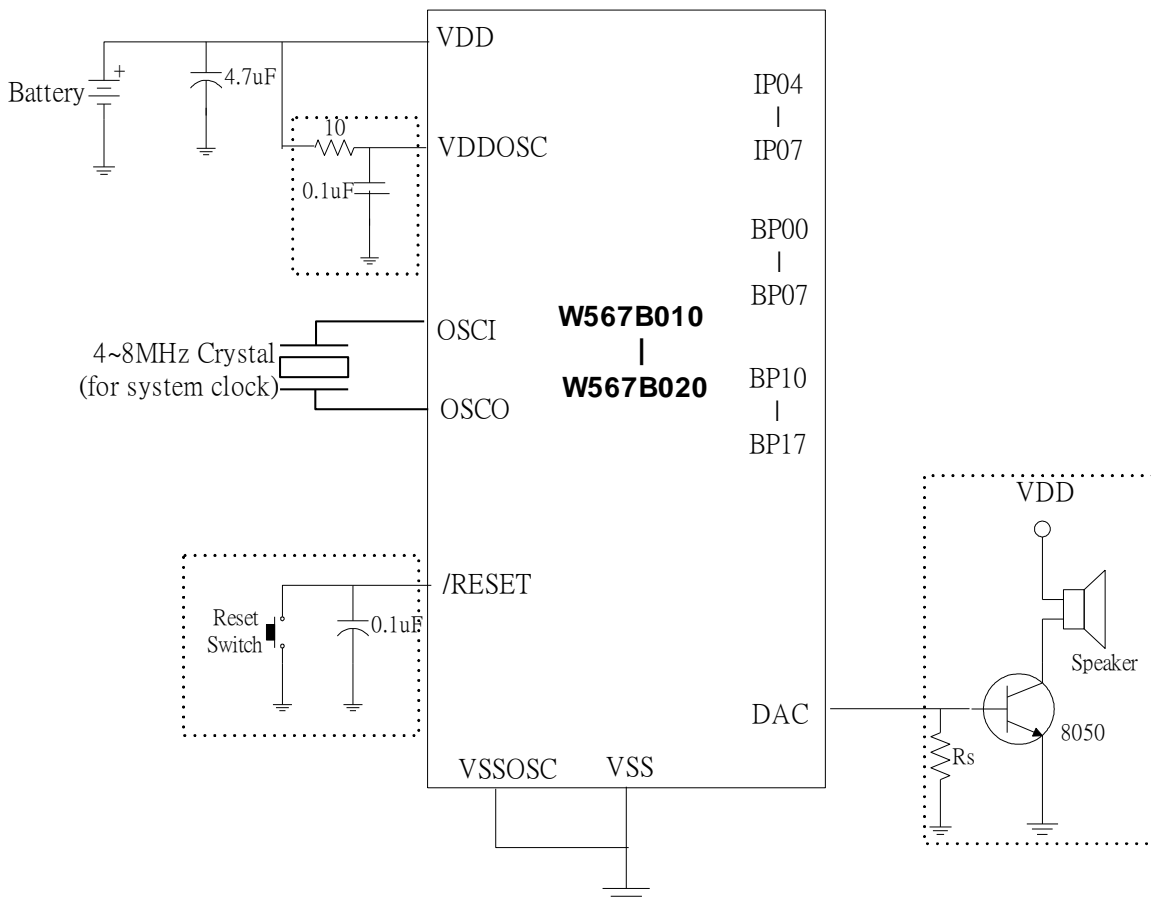 VDD
Battery
+
4.7uF
10
VDDOSC
0.1uF
IP04
|
IP07
BP00
|
BP07
OSCI
4~8MHz Crystal
(for system clock)
OSCO
W567B010
|
W567B020
BP10
|
BP17
/RESET
Reset
Switch
0.1uF
VDD
Speaker
DAC
8050
Rs
VSSOSC
VSS